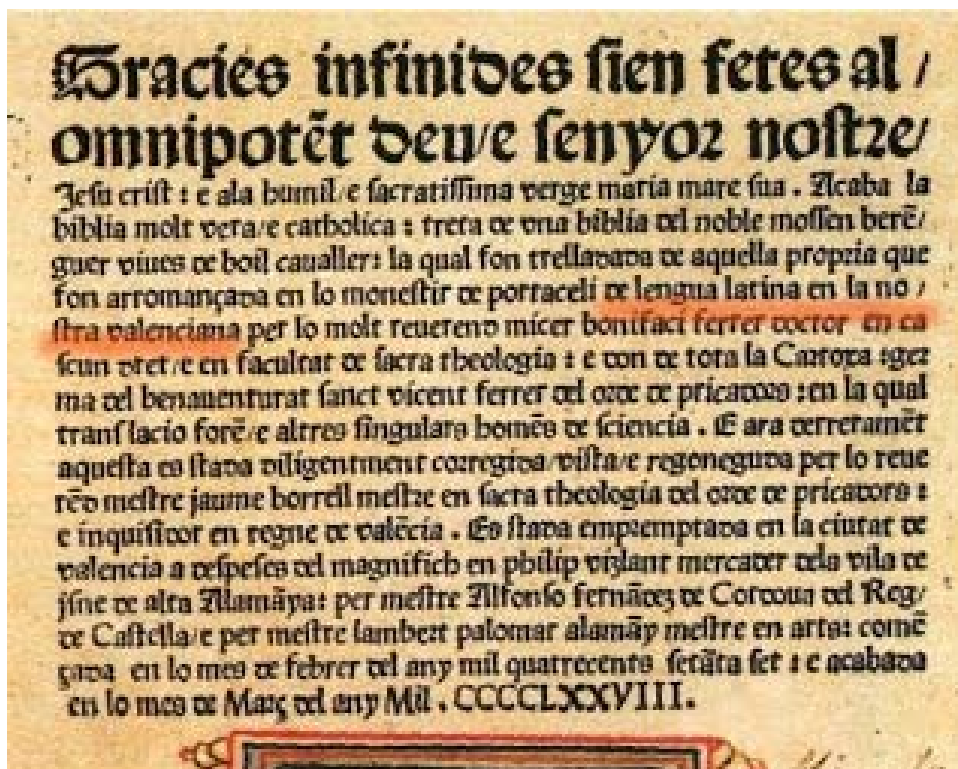 Gracies infinides sien fetes al /
omnipotēt deu/e senyor nostre/
Jesu crist : e ala humil/e sacratissima verge maria mare sua . Acaba la
biblia molt vera/e catholica : treta de vna biblia del noble mossen berē/
guer viues de boil caualler: la qual fon trelladada de aquella propria que
fon arromançada en lo monestir de portaceli de lengua latina en la no /
stra valenciana per lo molt reuerend micer bonifaci ferrer doctor en ca
scun dret/e en facultat de sacra theologia : e don de tota la Cartoxa :ger
ma del benauenturat sanct vicent ferrer del orde de pricadors :en la qual
translacio forē/e altres singulars homēs de sciencia . E ara derreramēt
aquesta es stada diligentment corregida/vista/e regoneguda per lo reue
rēd mestre jaume borrell mestre en sacra theologia del orde de pricadors :
e inquisidor en regne de valēcia . Es stada empremptada en la ciutat de
valencia a despeses del magnifich en philip vizlant mercader dela vila de
jsne de alta Alamāya: per mestre Alfonso fernādez de Cordoua del Reg/
de Castella/e per mestre lambert palomar alamāy mestre en arts: comē
çada en lo mes de febrer del any mil quatrecents setāta set : e acabada
en lo mes de Març del any Mil . CCCCLXXVIII.